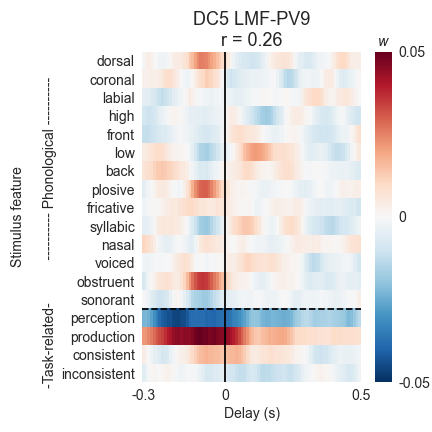 DC5 LMF-PV9
r = 0.26
w
dorsal
coronal
labial
high
front
low
back
plosive
fricative
syllabic
nasal
voiced
obstruent
sonorant
perception
production
consistent
inconsistent
Stimulus feature
---------- Phonological ----------
-Task-related-
-0.3
0
0.5
Delay (s)
0.05
0
-0.05